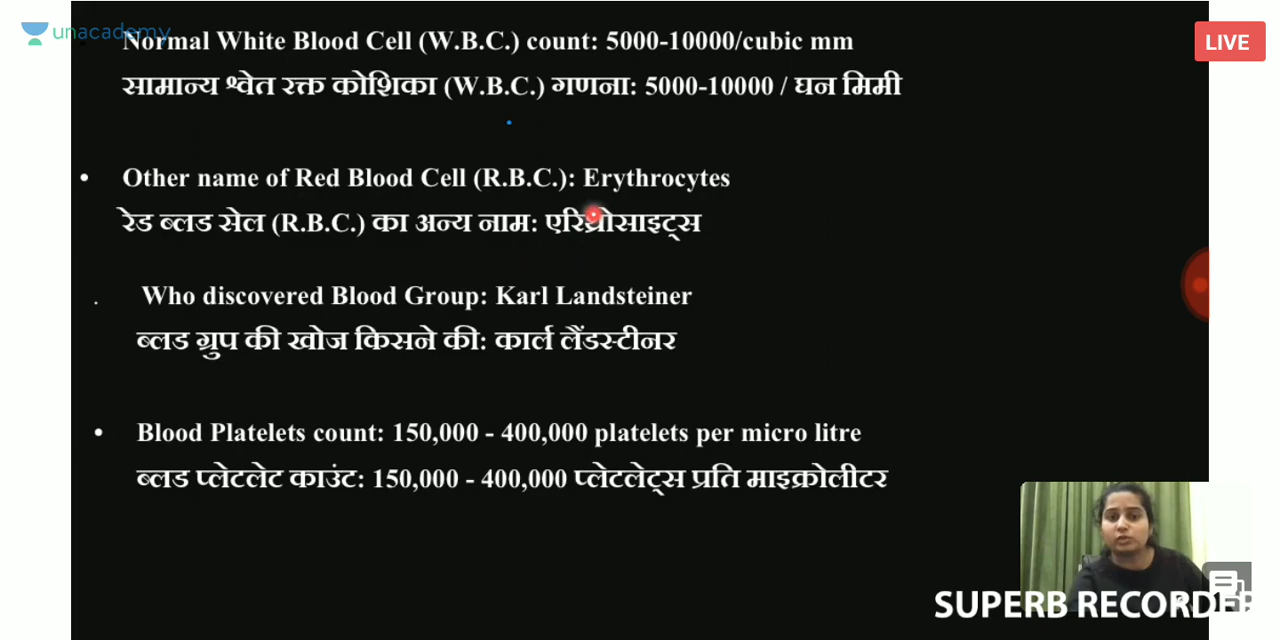 unacademy
LIVE
Normal White Blood Cell (W.B.C.) count: 5000-10000/cubic mm
सामान्य श्वेत रक्त कोशिका (W.B.C.) गणना: 5000-10000 / घन मिमी
• Other name of Red Blood Cell (R.B.C.): Erythrocytes
रेड ब्लड सेल (R.B.C.) का अन्य नाम: एरिथ्रोसाइट्स
. Who discovered Blood Group: Karl Landsteiner
ब्लड ग्रुप की खोज किसने की: कार्ल लैंडस्टीनर
• Blood Platelets count: 150,000 - 400,000 platelets per micro litre
ब्लड प्लेटलेट काउंट: 150,000 - 400,000 प्लेटलेट्स प्रति माइक्रोलीटर
SUPERB RECORDER